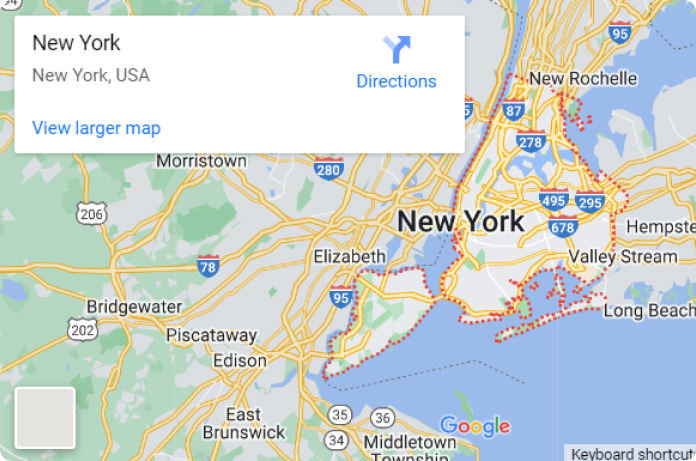 New York
New York, USA
Directions
View larger map
94
95
New Rochelle
87
278
Morristown
280
495
295
206
New York
678
Hempste
Elizabeth
Valley Stream
78
95
Bridgewater
Long Beach
202
Piscataway
Edison
East
Brunswick
35
36
34
Google
Middletown
Township
Keyboard shortcut